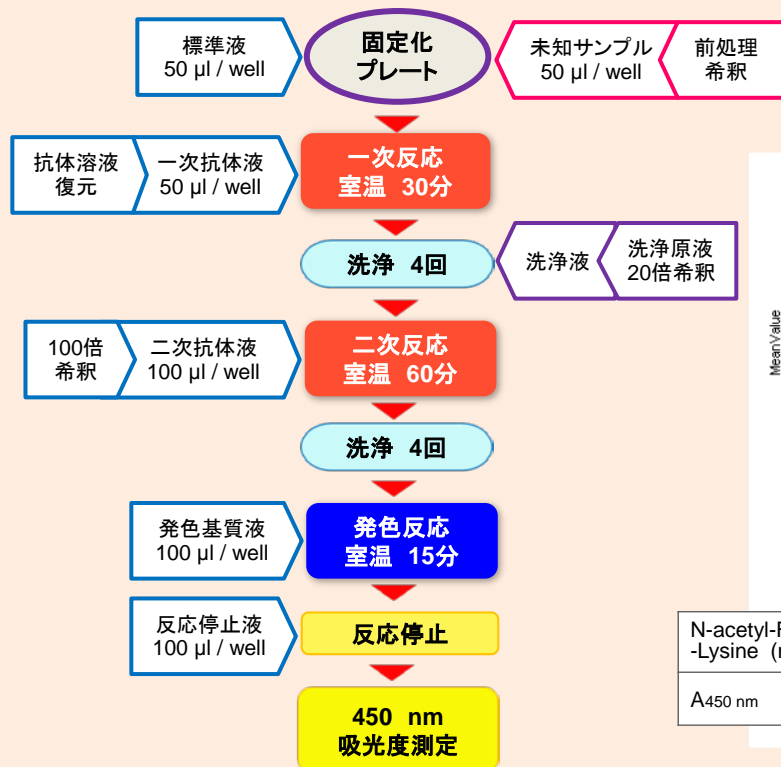 標準液
50 µl / well
固定化
プレート
未知サンプル
50 µl / well
前処理
希釈
抗体溶液
復元
一次抗体液
50 µl / well
一次反応
室温 30分
洗浄 4回
洗浄液
洗浄原液
20倍希釈
100倍
希釈
二次抗体液
100 µl / well
二次反応
室温 60分
洗浄 4回
発色基質液
100 µl / well
発色反応
室温 15分
反応停止液
100 µl / well
反応停止
450 nm
吸光度測定
MeanValue
N-acetyl-
-Lysine
A450 nm